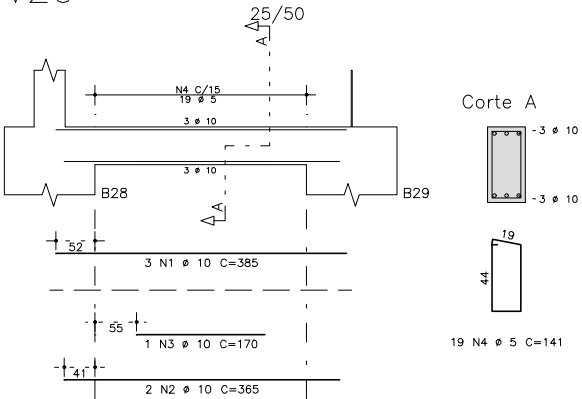 25/50
A
N4 C/15
19 ø 5
3 ø 10
3 ø 10
A
B28
B29
52
3 N1 ø 10 C=385
55
1 N3 ø 10 C=170
41
2 N2 ø 10 C=365
Corte A
-3 ø 10
-3 ø 10
19
44
19 N4 ø 5 C=141